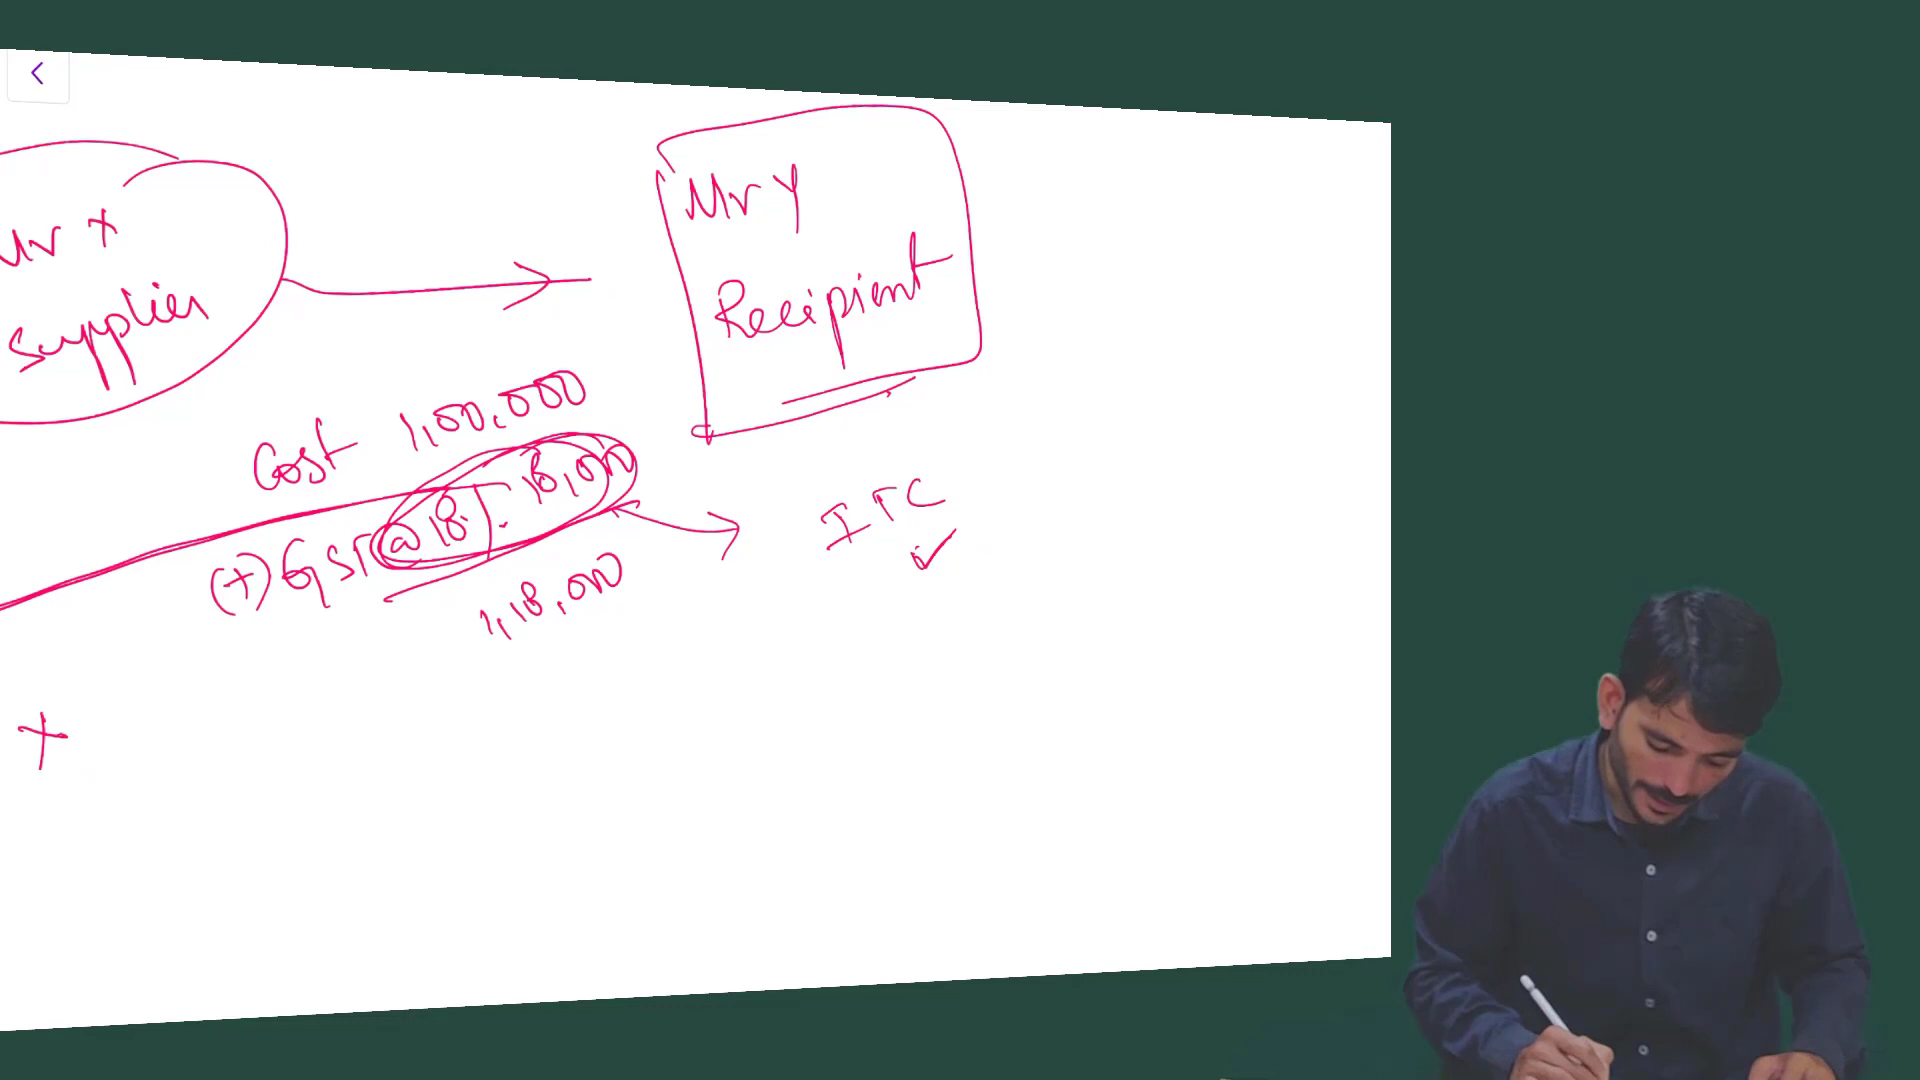 Mr X
Supplier
Mr Y
Recipient
Cost 1,00,000
(+) GST @ 18%. 18,000
1,18,000
ITC